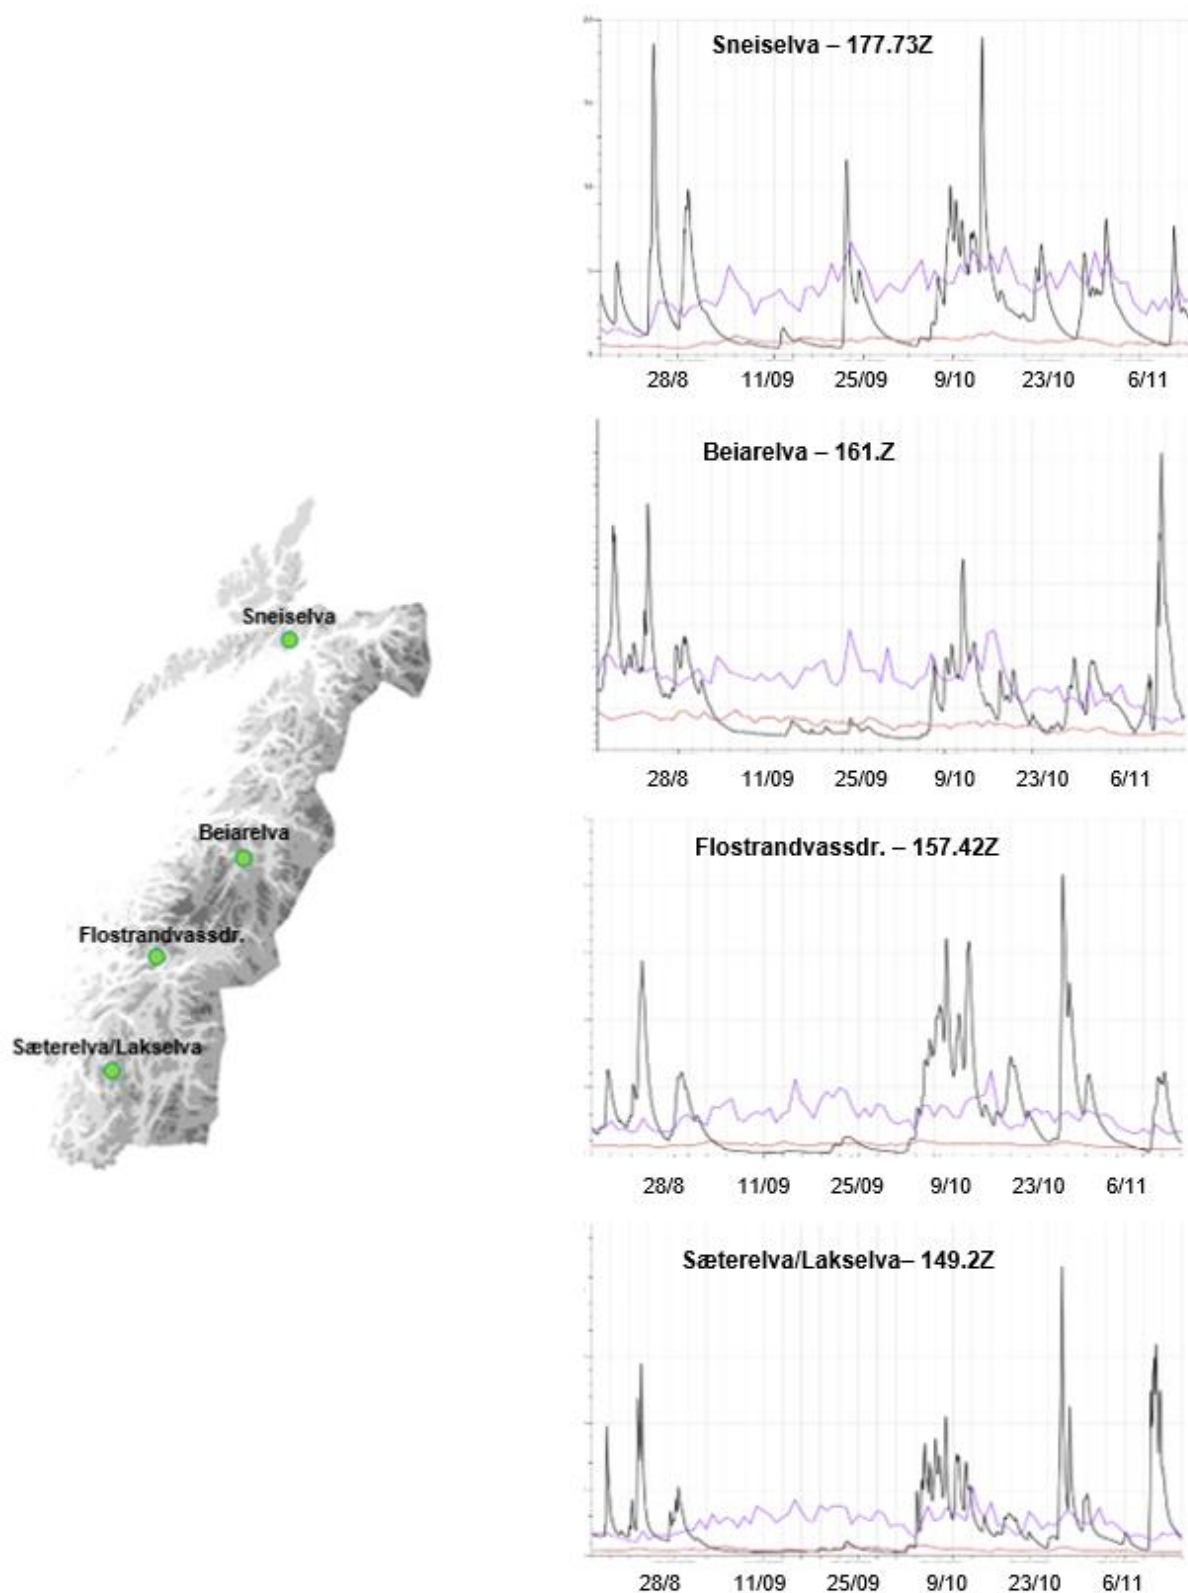 Sneiselva – 177.73Z
28/8 11/09 25/09 9/10 23/10 6/11
Beiarelva – 161.Z
28/8 11/09 25/09 9/10 23/10 6/11
Sneiselva
Beiarelva
Flostrandvassdr.
Sæterelva/Lakselva
Flostrandvassdr. – 157.42Z
28/8 11/09 25/09 9/10 23/10 6/11
Sæterelva/Lakselva– 149.2Z
28/8 11/09 25/09 9/10 23/10 6/11